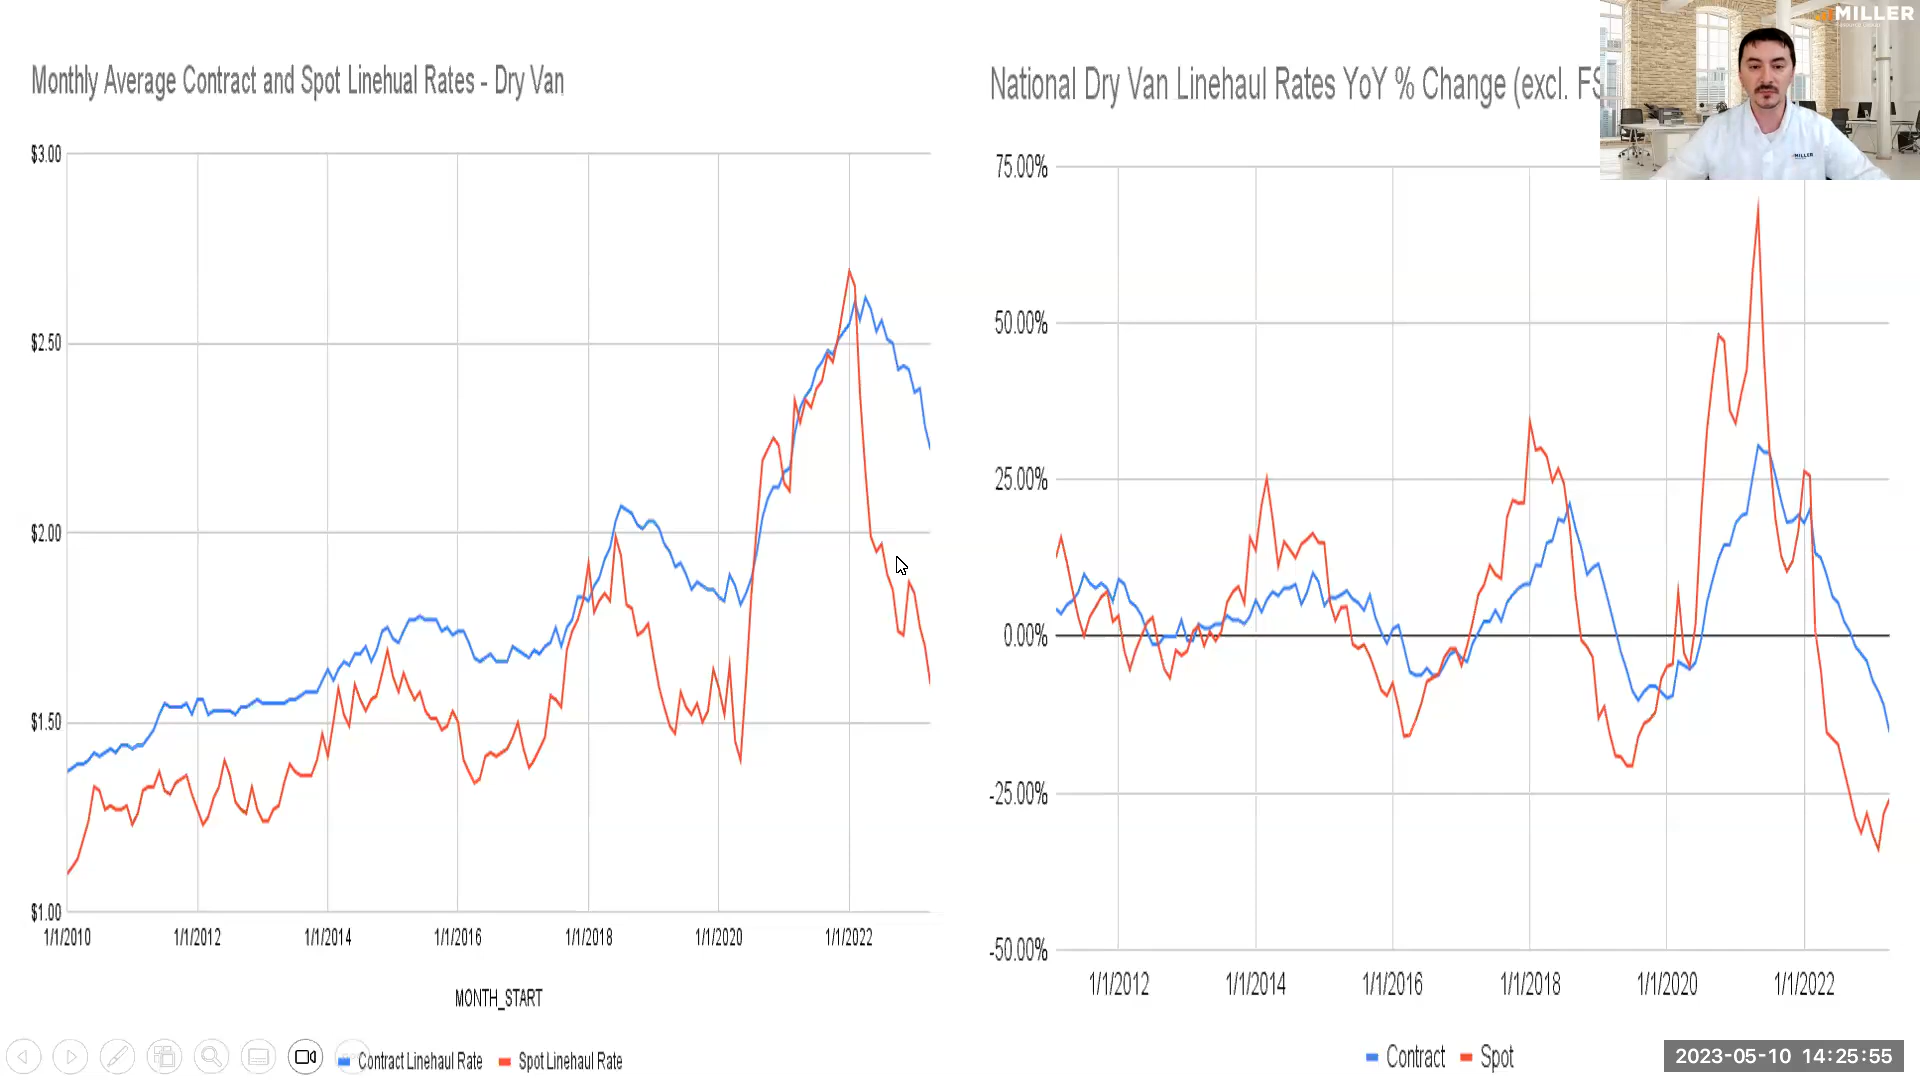 MILLER
Monthly Average Contract and Spot Linehual Rates - Dry Van
National Dry Van Linehaul Rates YoY % Change (excl. FS
MILLER
$3.00
$2.50
$2.00
$1.50
$1.00
1/1/2010
1/1/2012
1/1/2014
1/1/2016
1/1/2018
1/1/2020
1/1/2022
MONTH_START
Contract Linehaul Rate
Spot Linehaul Rate
75.00%
50.00%
25.00%
0.00%
-25.00%
-50.00%
1/1/2012
1/1/2014
1/1/2016
1/1/2018
1/1/2020
1/1/2022
Contract
Spot
2023-05-10 14:25:55